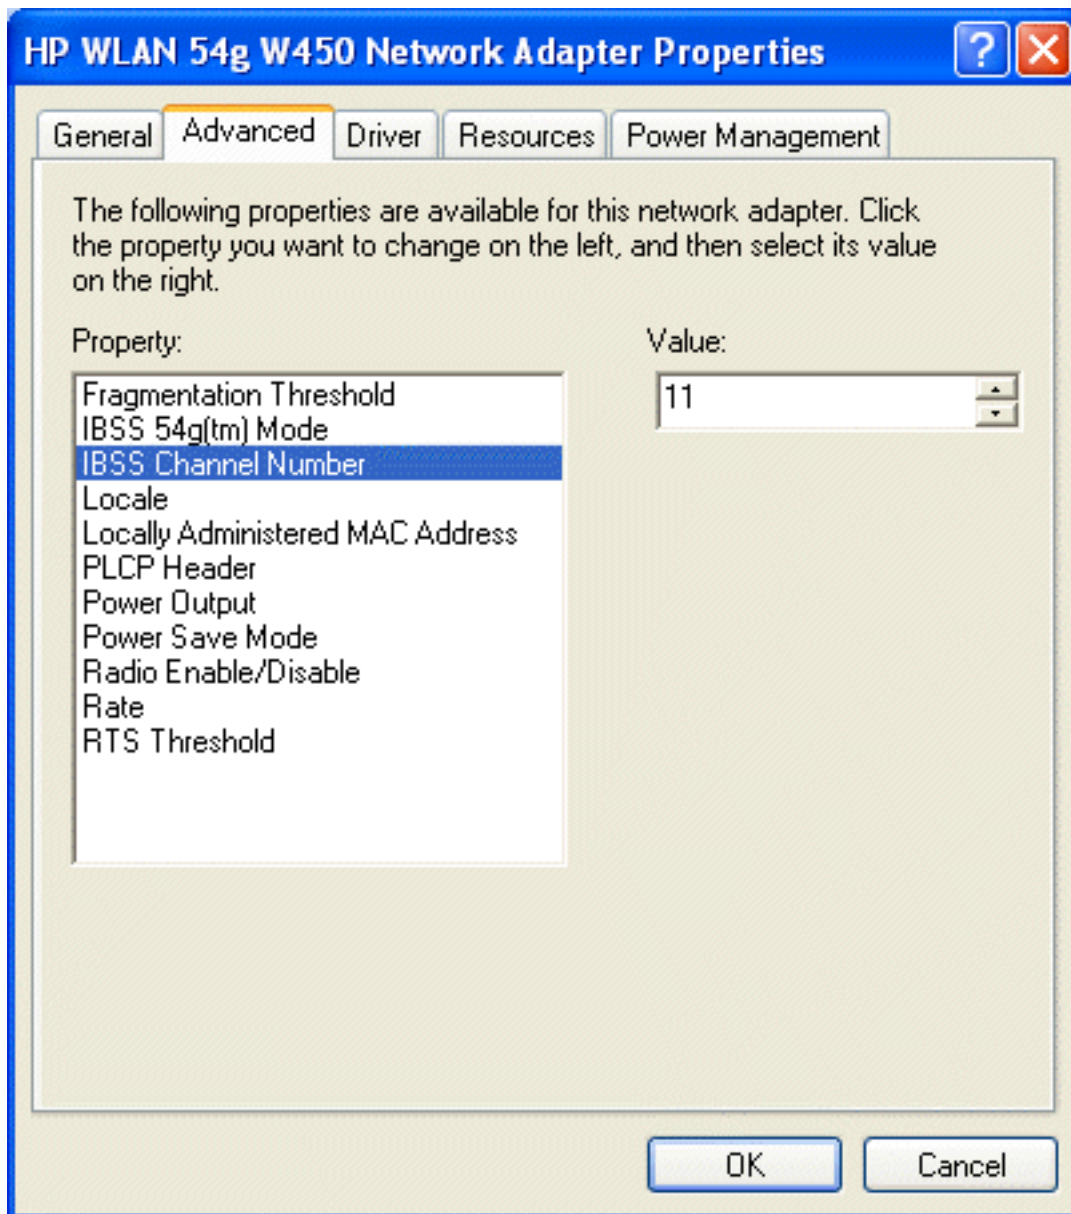 HP WLAN 54g W450 Network Adapter Properties
General Advanced Driver Resources Power Management
The following properties are available for this network adapter. Click
the property you want to change on the left, and then select its value
on the right.
Property:
Value:
Fragmentation Threshold
IBSS 54g(tm) Mode
IBSS Channel Number
Locale
Locally Administered MAC Address
PLCP Header
Power Output
Power Save Mode
Radio Enable/Disable
Rate
RTS Threshold
11
OK
Cancel